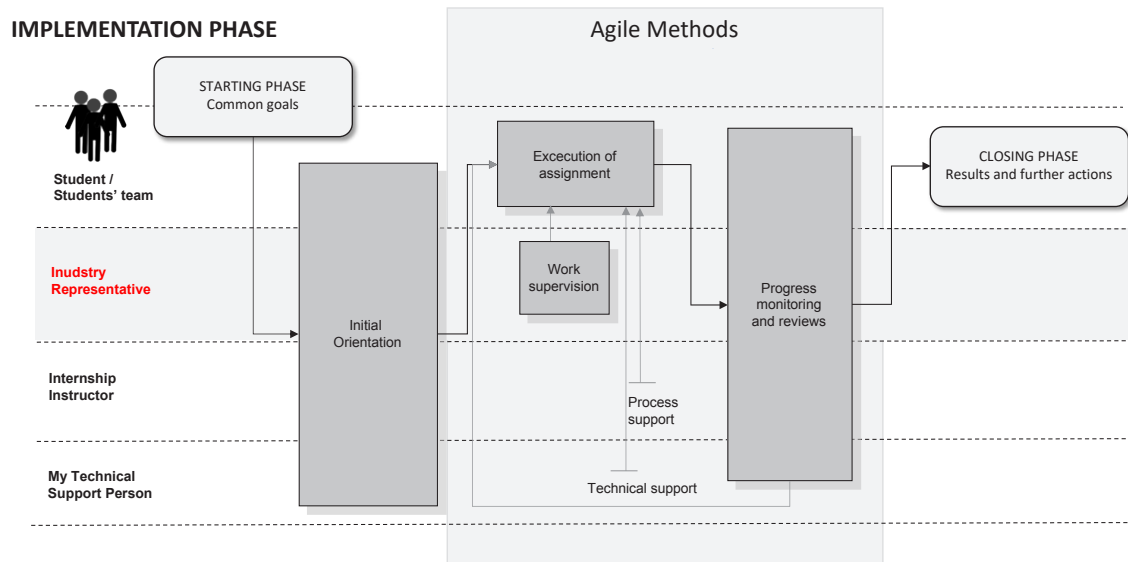 IMPLEMENTATION PHASE
Agile Methods
STARTING PHASE
Common goals
Student /
Students' team
Excecution of
assignment
CLOSING PHASE
Results and further actions
Inudstry
Representative
Work
supervision
Initial
Orientation
Progress
monitoring
and reviews
Internship
Instructor
Process
support
My Technical
Support Person
Technical support